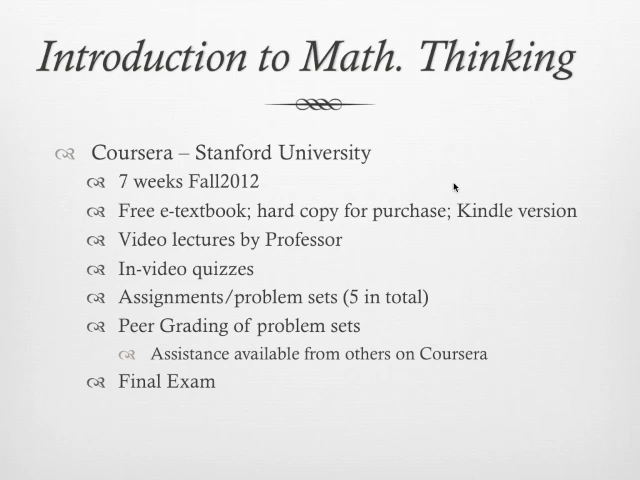 Introduction to Math. Thinking
Coursera – Stanford University
7 weeks Fall2012
Free e-textbook; hard copy for purchase; Kindle version
Video lectures by Professor
In-video quizzes
Assignments/problem sets (5 in total)
Peer Grading of problem sets
Assistance available from others on Coursera
Final Exam